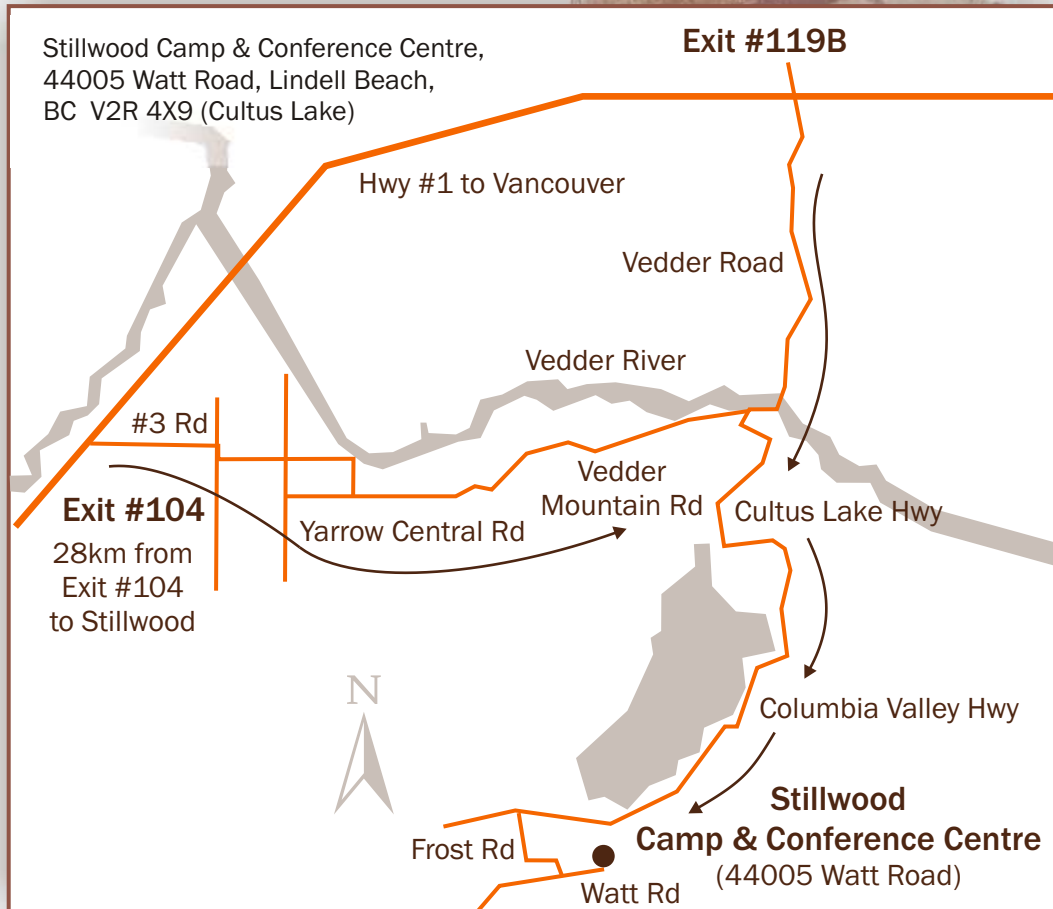 Stillwood Camp & Conference Centre,
44005 Watt Road, Lindell Beach,
BC  V2R 4X9 (Cultus Lake)
Exit #119B
Hwy #1 to Vancouver
Vedder Road
Vedder River
#3 Rd
Exit #104
28km from
Exit #104
to Stillwood
Yarrow Central Rd
Vedder
Mountain Rd
Cultus Lake Hwy
N
Columbia Valley Hwy
Stillwood
Camp & Conference Centre
(44005 Watt Road)
Frost Rd
Watt Rd